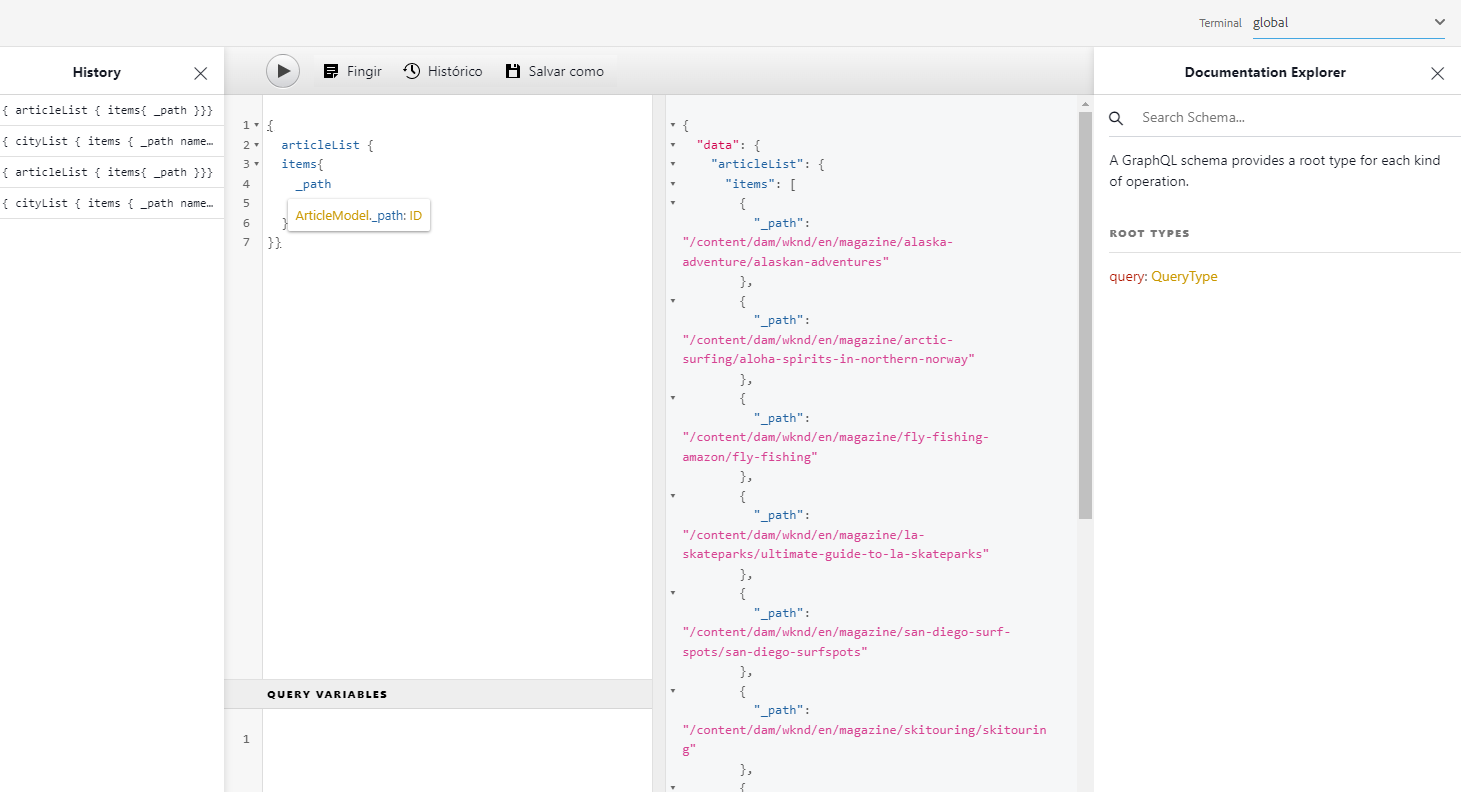 Terminal global
History
{ articleList { items{ _path }}}
{ cityList { items { _path name…
{ articleList { items{ _path }}}
{ cityList { items { _path name…
Fingir Histórico Salvar como
1 {
2 articleList {
3 items{
4 _path
5
ArticleModel._path: ID
6 }
7 }}
QUERY VARIABLES
1
{
"data": {
"articleList": {
"items": [
{
"_path":
"/content/dam/wknd/en/magazine/alaska-
adventure/alaskan-adventures"
},
{
"_path":
"/content/dam/wknd/en/magazine/arctic-
surfing/aloha-spirits-in-northern-norway"
},
{
"_path":
"/content/dam/wknd/en/magazine/fly-fishing-
amazon/fly-fishing"
},
{
"_path":
"/content/dam/wknd/en/magazine/la-
skateparks/ultimate-guide-to-la-skateparks"
},
{
"_path":
"/content/dam/wknd/en/magazine/san-diego-surf-
spots/san-diego-surfspots"
},
{
"_path":
"/content/dam/wknd/en/magazine/skitouring/skitourin
g"
},
{
Documentation Explorer
Search Schema...
A GraphQL schema provides a root type for each kind
of operation.
ROOT TYPES
query: QueryType